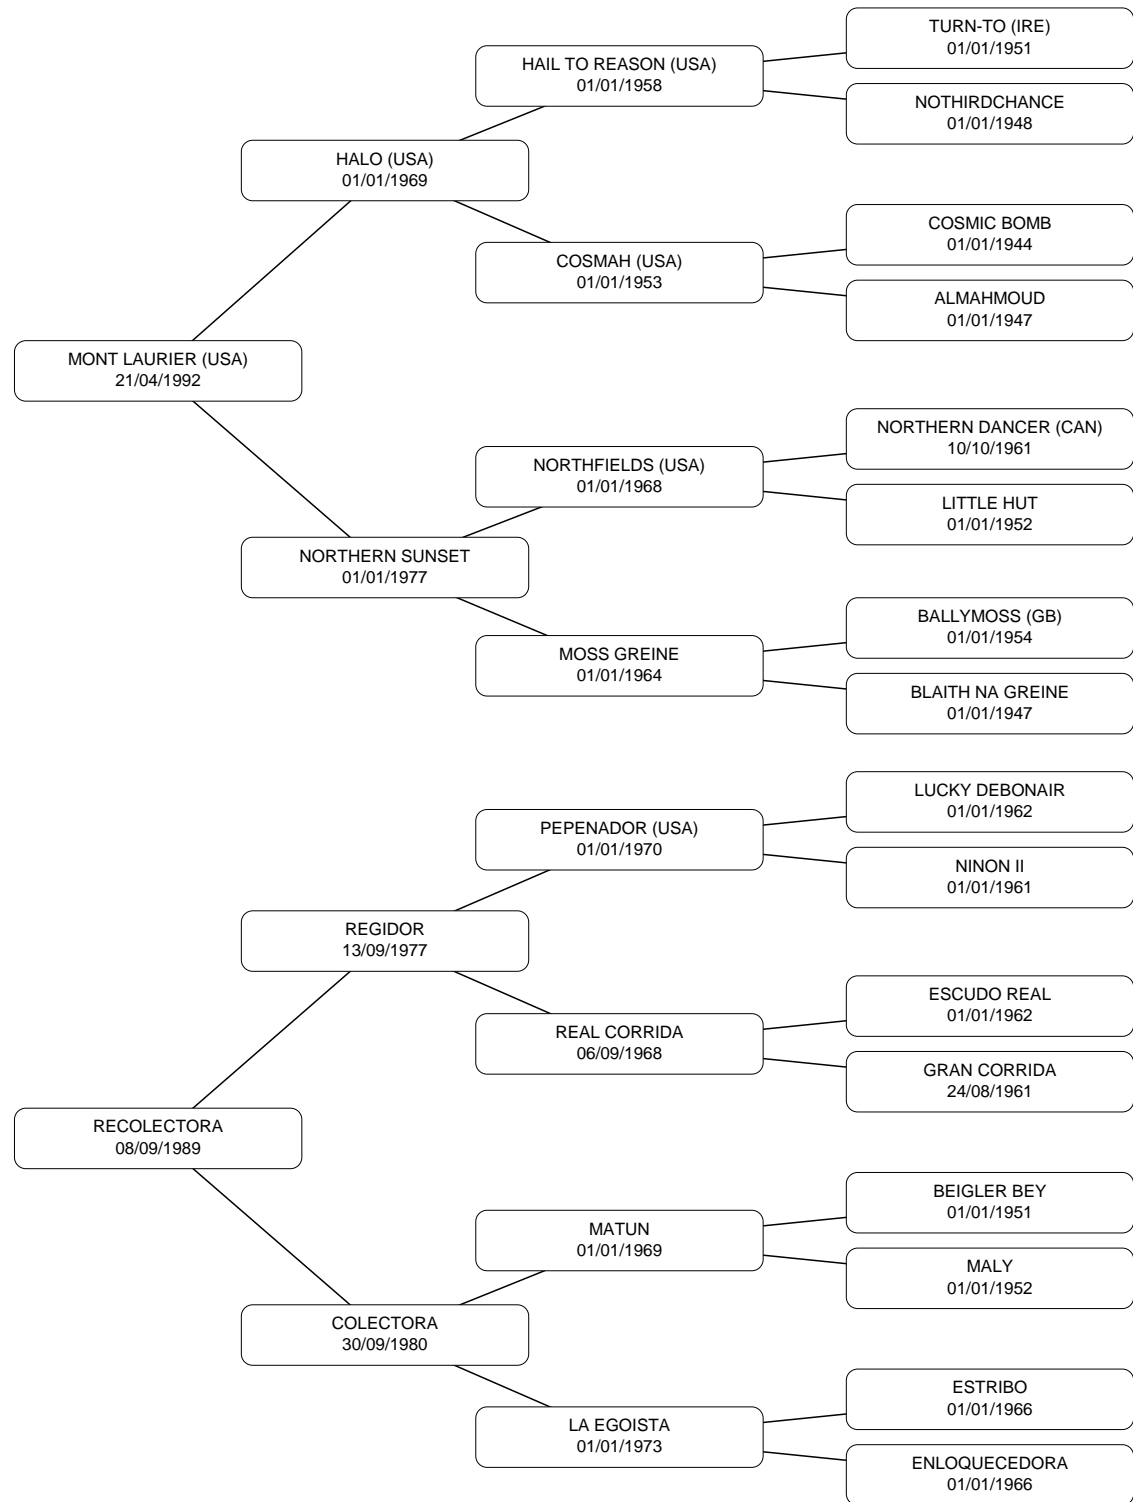 TURN-TO (IRE)
01/01/1951
HAIL TO REASON (USA)
01/01/1958
NOTHIRDCHANCE
01/01/1948
HALO (USA)
01/01/1969
COSMIC BOMB
01/01/1944
COSMAH (USA)
01/01/1953
ALMAHMOUD
01/01/1947
MONT LAURIER (USA)
21/04/1992
NORTHERN DANCER (CAN)
10/10/1961
NORTHFIELDS (USA)
01/01/1968
LITTLE HUT
01/01/1952
NORTHERN SUNSET
01/01/1977
BALLYMOSS (GB)
01/01/1954
MOSS GREINE
01/01/1964
BLAITH NA GREINE
01/01/1947
LUCKY DEBONAIR
01/01/1962
PEPENADOR (USA)
01/01/1970
NINON II
01/01/1961
REGIDOR
13/09/1977
ESCUDO REAL
01/01/1962
REAL CORRIDA
06/09/1968
GRAN CORRIDA
24/08/1961
RECOLECTORA
08/09/1989
BEIGLER BEY
01/01/1951
MATUN
01/01/1969
MALY
01/01/1952
COLECTORA
30/09/1980
ESTRIBO
01/01/1966
LA EGOISTA
01/01/1973
ENLOQUECEDORA
01/01/1966